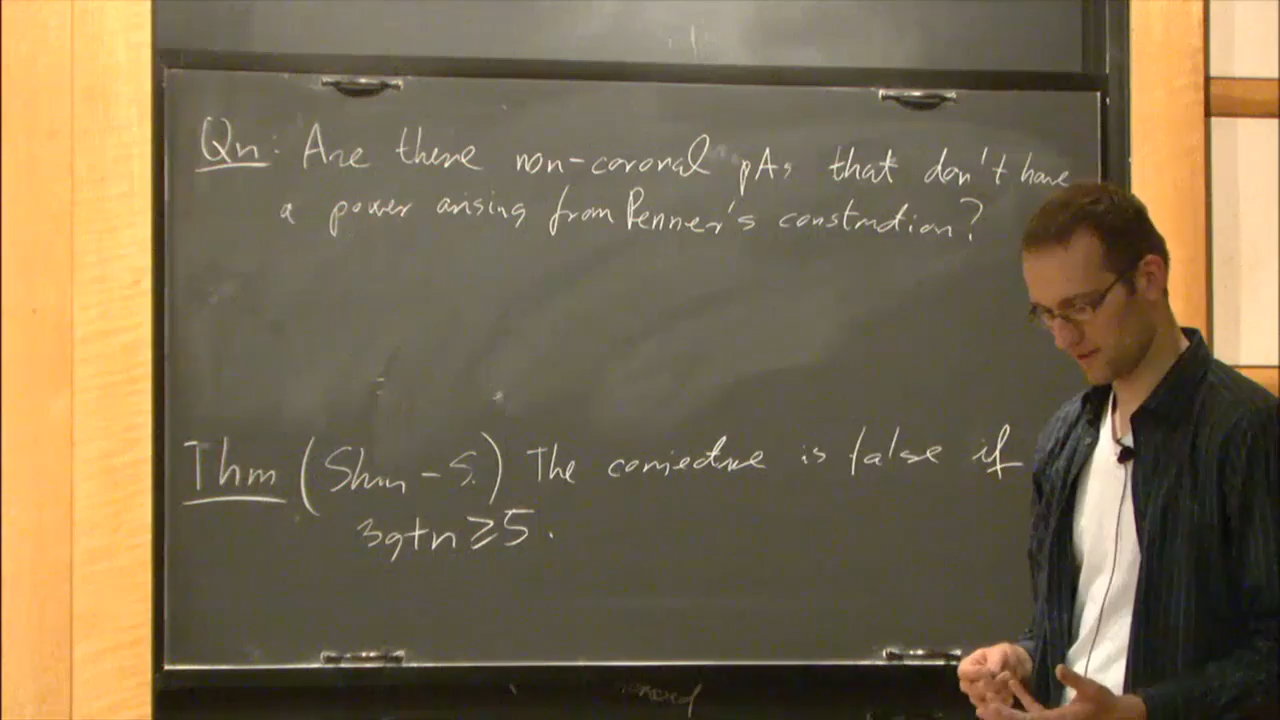 Qn: Are there non-coronal pAs that don't have
a power arising from Penner's construction?
Thm (Shin - S.) The conjecture is false if
3g+n ≥ 5.